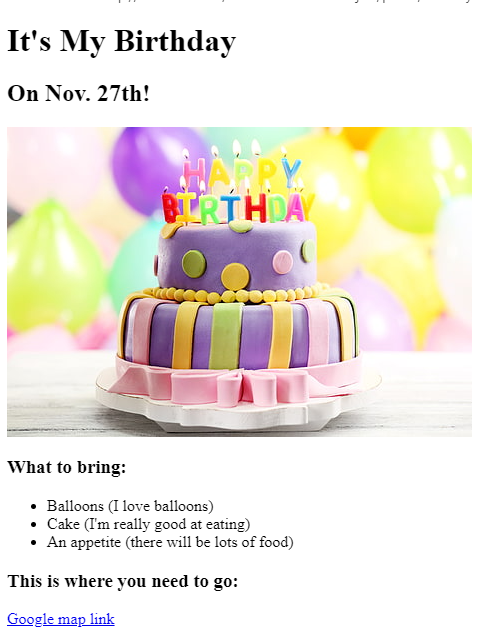 It's My Birthday
On Nov. 27th!
HAPPY
BIRTHDAY
What to bring:
Balloons (I love balloons)
Cake (I'm really good at eating)
An appetite (there will be lots of food)
This is where you need to go:
Google map link